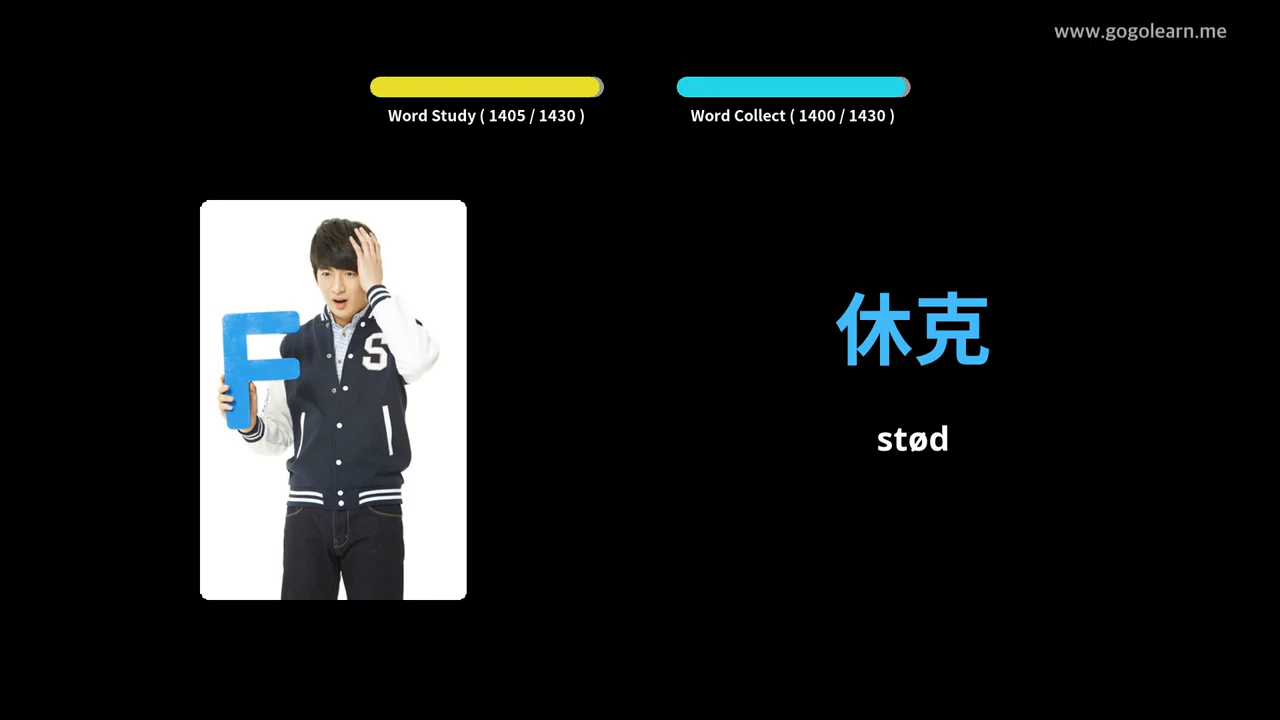 www.gogolearn.me
Word Study ( 1405 / 1430 )
Word Collect ( 1400 / 1430 )
F
S
休克
stød